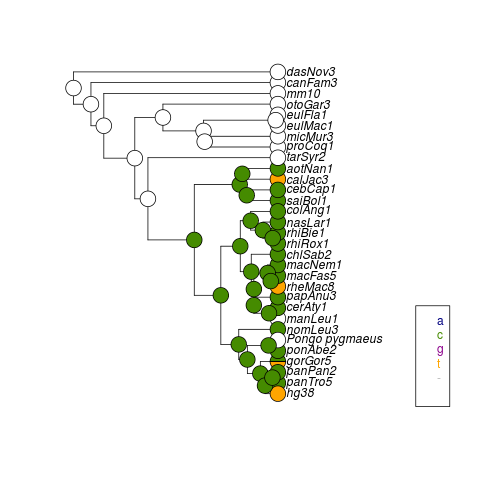 dasNov3
canFam3
mm10
otoGar3
eulFla1
eulMac1
micMur3
proCoq1
tarSyr2
aotNan1
calJac3
cebCap1
saiBol1
colAng1
nasLar1
rhiBie1
rhiRox1
chlSab2
macNem1
macFas5
rheMac8
papAnu3
cerAty1
manLeu1
nomLeu3
Pongo pygmaeus
ponAbe2
gorGor5
panPan2
panTro5
hg38
a
c
g
t
-